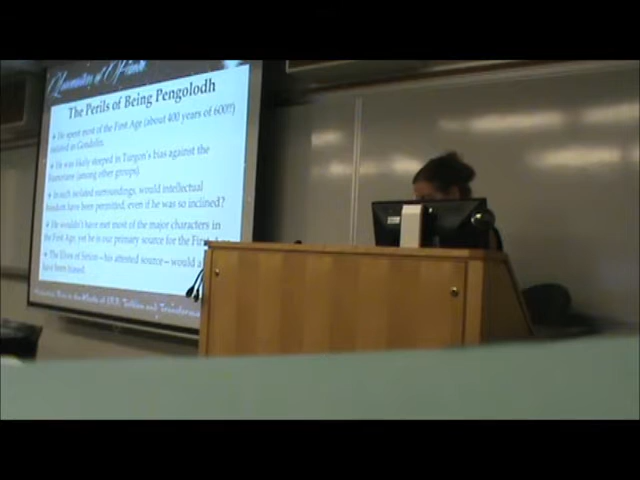 The Perils of Being Pengolodh
He spent most of the First Age (about 400 years of 600!!)
isolated in Gondolin.
He was likely steeped in Turgon's bias against the
(among other groups)
In such isolated surroundings, would intellectual
freedom have been permitted, even if he was so inclined?
He wouldn't have met most of the major characters in
the First Age, yet he is our primary source for the First
The Elves of Sirion—his attested source—would
have been biased.
J.R.R. Tolkien and